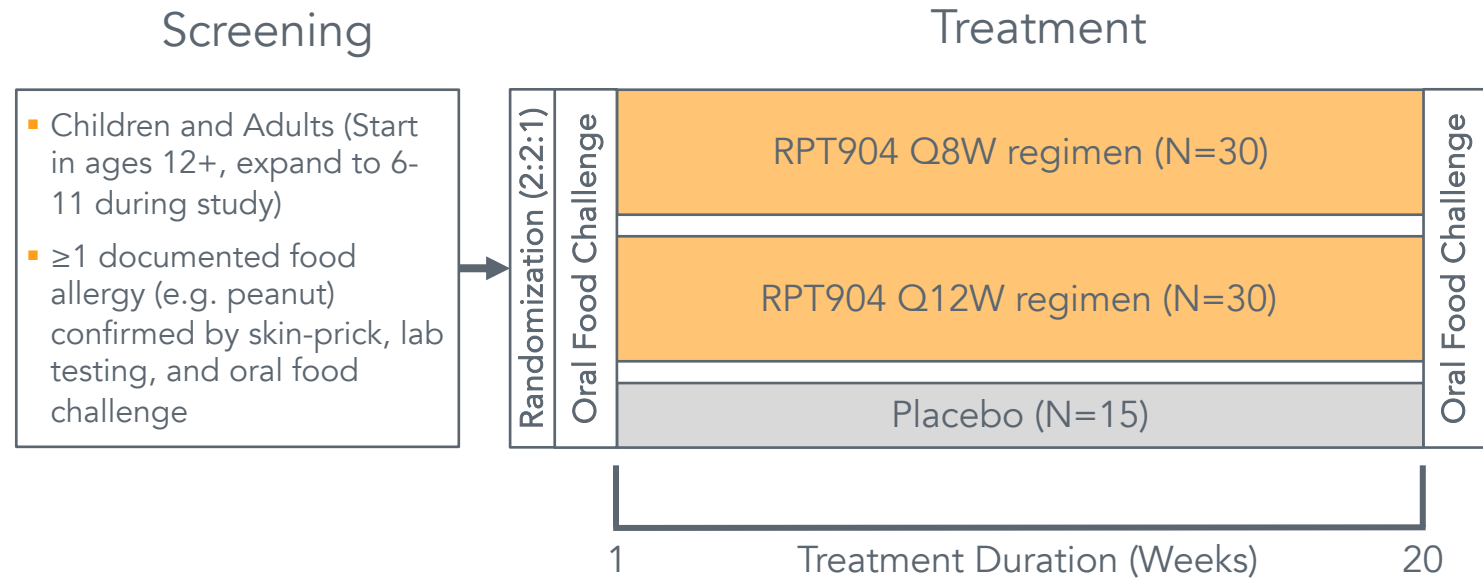 Screening
Treatment
▪ Children and Adults (Start
in ages 12+, expand to 6-
11 during study)
▪ ≥1 documented food
allergy (e.g. peanut)
confirmed by skin-prick, lab
testing, and oral food
challenge
Randomization (2:2:1)
Oral Food Challenge
RPT904 Q8W regimen (N=30)
RPT904 Q12W regimen (N=30)
Placebo (N=15)
Oral Food Challenge
1
Treatment Duration (Weeks)
20